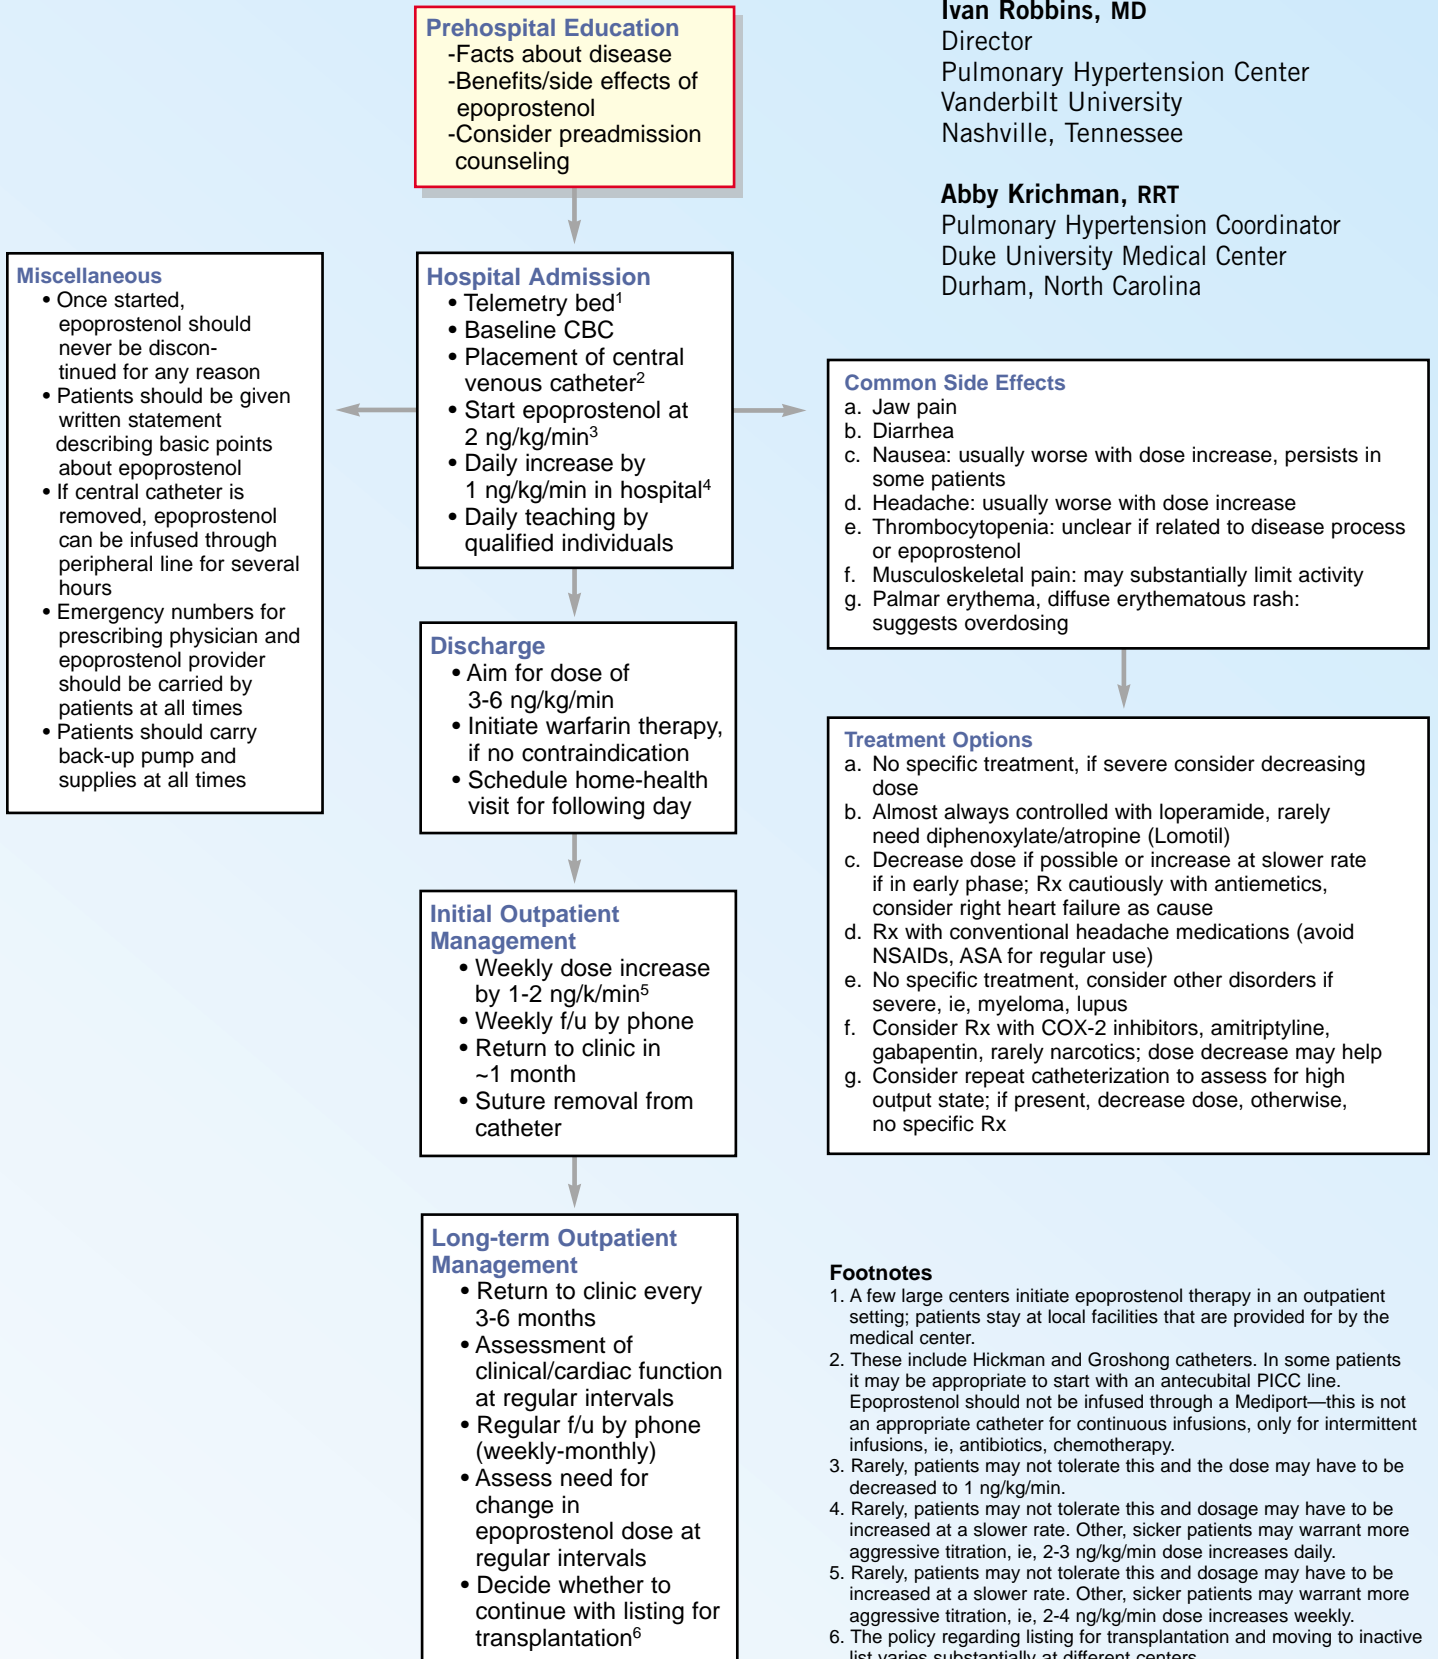 Prehospital Education
-Facts about disease
-Benefits/side effects of
epoprostenol
-Consider preadmission
counseling
Ivan Robbins, MD
Director
Pulmonary Hypertension Center
Vanderbilt University
Nashville, Tennessee
Abby Krichman, RRT
Pulmonary Hypertension Coordinator
Duke University Medical Center
Durham, North Carolina
Miscellaneous
• Once started,
epoprostenol should
never be discon-
tinued for any reason
• Patients should be given
written statement
describing basic points
about epoprostenol
• If central catheter is
removed, epoprostenol
can be infused through
peripheral line for several
hours
• Emergency numbers for
prescribing physician and
epoprostenol provider
should be carried by
patients at all times
• Patients should carry
back-up pump and
supplies at all times
Hospital Admission
• Telemetry bed1
• Baseline CBC
• Placement of central
venous catheter2
• Start epoprostenol at
2 ng/kg/min3
• Daily increase by
1 ng/kg/min in hospital4
• Daily teaching by
qualified individuals
Common Side Effects
a. Jaw pain
b. Diarrhea
c. Nausea: usually worse with dose increase, persists in
some patients
d. Headache: usually worse with dose increase
e. Thrombocytopenia: unclear if related to disease process
or epoprostenol
f. Musculoskeletal pain: may substantially limit activity
g. Palmar erythema, diffuse erythematous rash:
suggests overdosing
Discharge
• Aim for dose of
3-6 ng/kg/min
• Initiate warfarin therapy,
if no contraindication
• Schedule home-health
visit for following day
Treatment Options
a. No specific treatment, if severe consider decreasing
dose
b. Almost always controlled with loperamide, rarely
need diphenoxylate/atropine (Lomotil)
c. Decrease dose if possible or increase at slower rate
if in early phase; Rx cautiously with antiemetics,
consider right heart failure as cause
d. Rx with conventional headache medications (avoid
NSAIDs, ASA for regular use)
e. No specific treatment, consider other disorders if
severe, ie, myeloma, lupus
f. Consider Rx with COX-2 inhibitors, amitriptyline,
gabapentin, rarely narcotics; dose decrease may help
g. Consider repeat catheterization to assess for high
output state; if present, decrease dose, otherwise,
no specific Rx
Initial Outpatient
Management
• Weekly dose increase
by 1-2 ng/k/min5
• Weekly f/u by phone
• Return to clinic in
~1 month
• Suture removal from
catheter
Long-term Outpatient
Management
• Return to clinic every
3-6 months
• Assessment of
clinical/cardiac function
at regular intervals
• Regular f/u by phone
(weekly-monthly)
• Assess need for
change in
epoprostenol dose at
regular intervals
• Decide whether to
continue with listing for
transplantation6
Footnotes
1. A few large centers initiate epoprostenol therapy in an outpatient
setting; patients stay at local facilities that are provided for by the
medical center.
2. These include Hickman and Groshong catheters. In some patients
it may be appropriate to start with an antecubital PICC line.
Epoprostenol should not be infused through a Mediport—this is not
an appropriate catheter for continuous infusions, only for intermittent
infusions, ie, antibiotics, chemotherapy.
3. Rarely, patients may not tolerate this and the dose may have to be
decreased to 1 ng/kg/min.
4. Rarely, patients may not tolerate this and dosage may have to be
increased at a slower rate. Other, sicker patients may warrant more
aggressive titration, ie, 2-3 ng/kg/min dose increases daily.
5. Rarely, patients may not tolerate this and dosage may have to be
increased at a slower rate. Other, sicker patients may warrant more
aggressive titration, ie, 2-4 ng/kg/min dose increases weekly.
6. The policy regarding listing for transplantation and moving to inactive
list varies substantially at different centers.